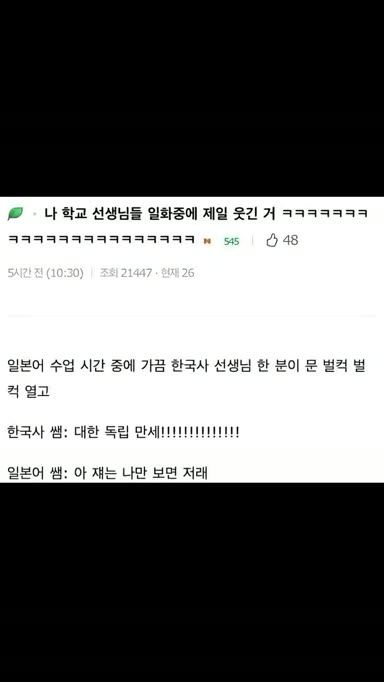 나 학교 선생님들 일화중에 제일 웃긴 거 ㅋㅋㅋㅋㅋㅋㅋ
ㅋㅋㅋㅋㅋㅋㅋㅋㅋㅋㅋㅋㅋㅋㅋ N 545 48
5시간 전 (10:30) | 조회 21447 · 현재 26
일본어 수업 시간 중에 가끔 한국사 선생님 한 분이 문 벌컥 벌
컥 열고
한국사 쌤: 대한 독립 만세!!!!!!!!!!!!!!
일본어 쌤: 아 쟤는 나만 보면 저래